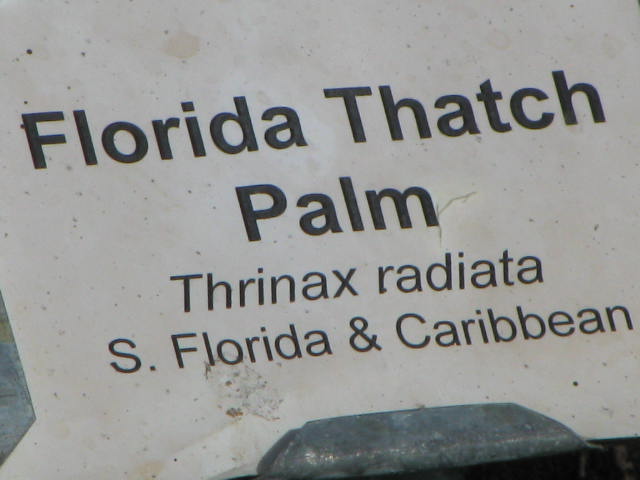 Florida Thatch
Palm
Thrinax radiata
S. Florida & Caribbean